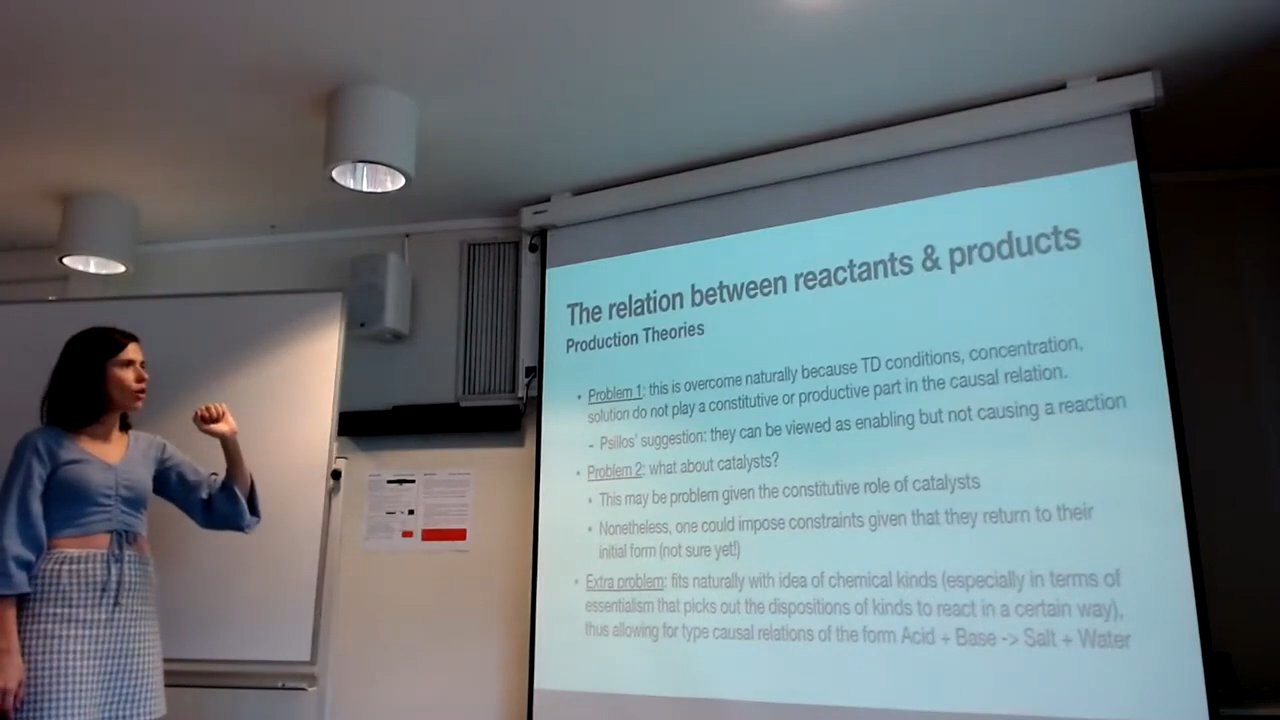 The relation between reactants & products
Production Theories
• Problem 1: this is overcome naturally because TD conditions, concentration,
solution do not play a constitutive or productive part in the causal relation.
- Psillos' suggestion: they can be viewed as enabling but not causing a reaction
• Problem 2: what about catalysts?
• This may be problem given the constitutive role of catalysts
• Nonetheless, one could impose constraints given that they return to their
initial form (not sure yet!)
• Extra problem: fits naturally with idea of chemical kinds (especially in terms of
essentialism that picks out the dispositions of kinds to react in a certain way),
thus allowing for type causal relations of the form Acid + Base -> Salt + Water